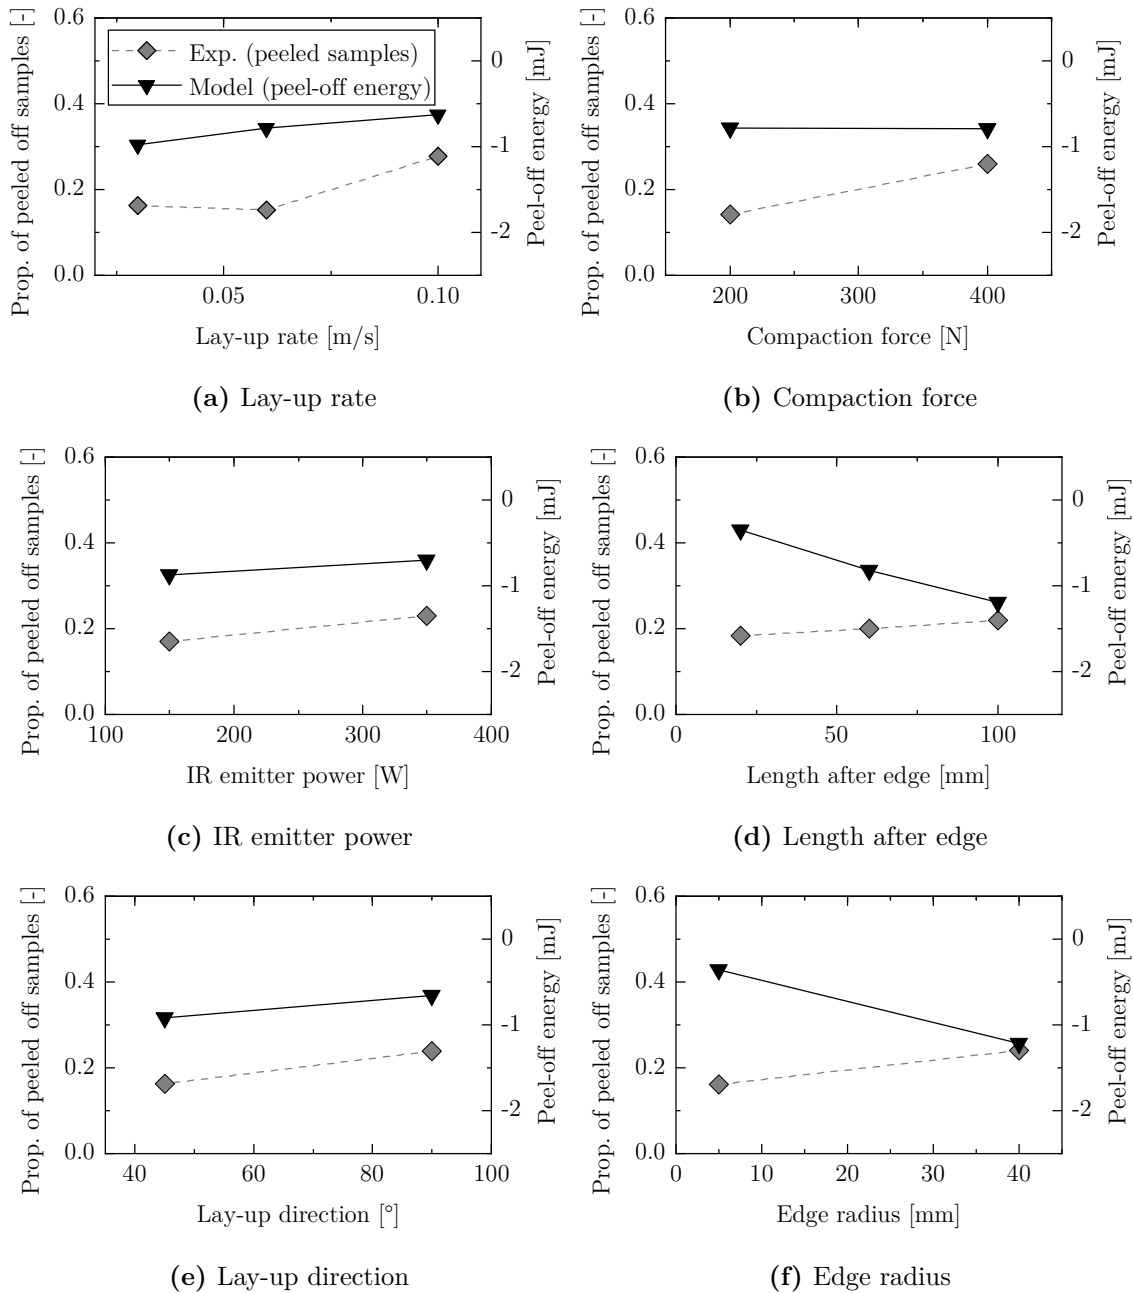 Prop. of peeled off samples [-]
0.6
0.4
0.2
0.0
Exp. (peeled samples)
Model (peel-off energy)
0
-1
-2
Peel-off energy [mJ]
0.05 0.10
Lay-up rate [m/s]
(a) Lay-up rate
Prop. of peeled off samples [-]
0.6
0.4
0.2
0.0
0
-1
-2
Peel-off energy [mJ]
200 300 400
Compaction force [N]
(b) Compaction force
Prop. of peeled off samples [-]
0.6
0.4
0.2
0.0
0
-1
-2
Peel-off energy [mJ]
100 200 300 400
IR emitter power [W]
(c) IR emitter power
Prop. of peeled off samples [-]
0.6
0.4
0.2
0.0
0
-1
-2
Peel-off energy [mJ]
0 50 100
Length after edge [mm]
(d) Length after edge
Prop. of peeled off samples [-]
0.6
0.4
0.2
0.0
0
-1
-2
Peel-off energy [mJ]
40 60 80 100
Lay-up direction [°]
(e) Lay-up direction
Prop. of peeled off samples [-]
0.6
0.4
0.2
0.0
0
-1
-2
Peel-off energy [mJ]
0 10 20 30 40
Edge radius [mm]
(f) Edge radius